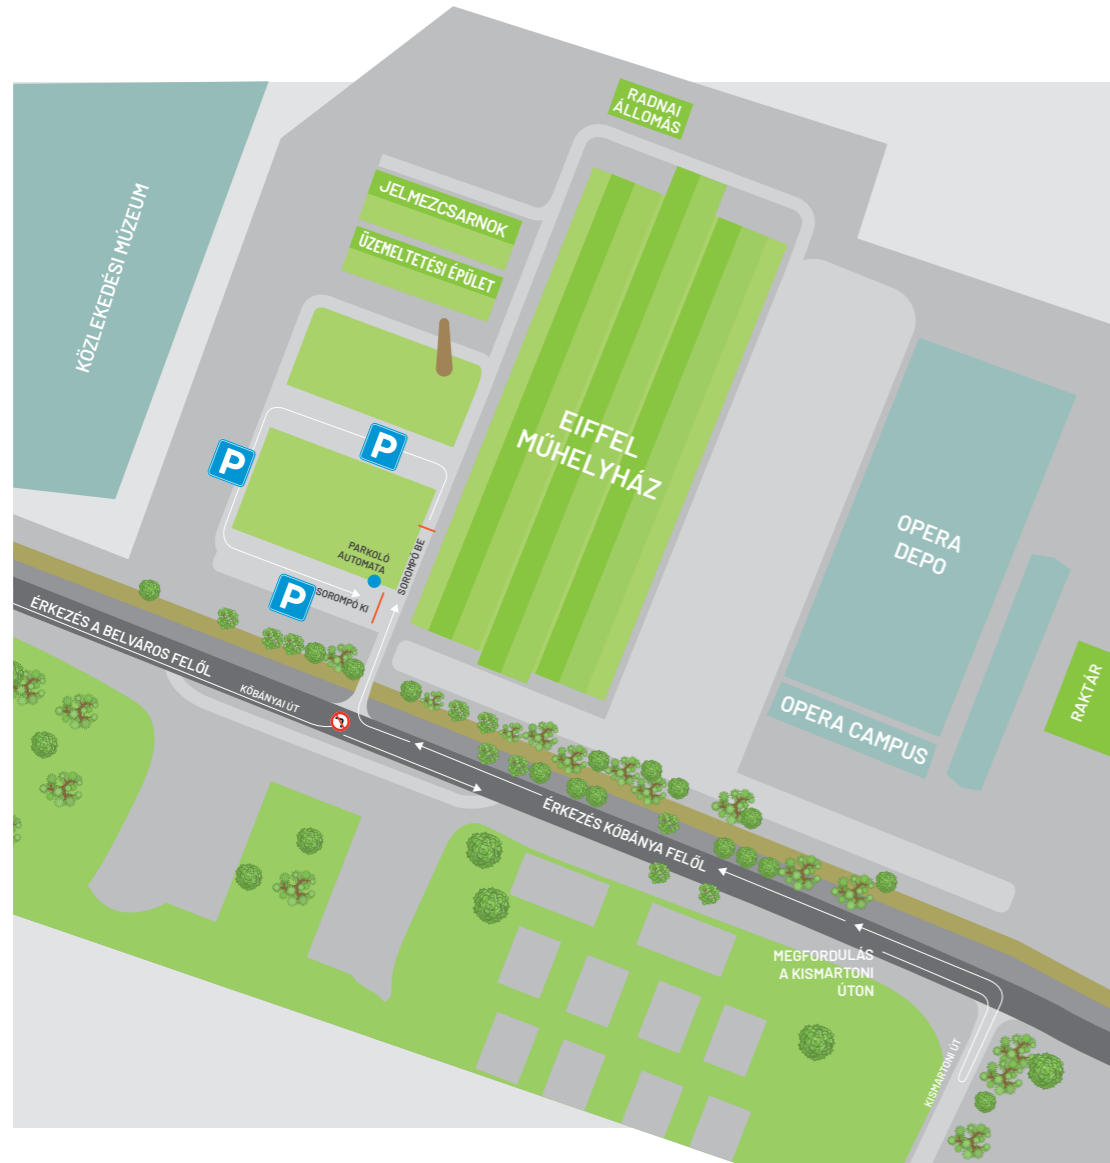 RADNAI
ÁLLOMÁS
JELMEZCSARNOK
ÜZEMELTETÉSI ÉPÜLET
KÖZLEKEDÉSI MÚZEUM
EIFFEL
MŰHELYHÁZ
P
P
P
PARKOLÓ
AUTOMATA
SOROMPÓ BE
SOROMPÓ KI
OPERA
DEPO
OPERA CAMPUS
RAKTÁR
ÉRKEZÉS A BELVÁROS FELŐL
KŐBÁNYAI ÚT
ÉRKEZÉS KŐBÁNYA FELŐL
MEGFORDULÁS
A KISMARTONI
ÚTON
KISMARTONI ÚT